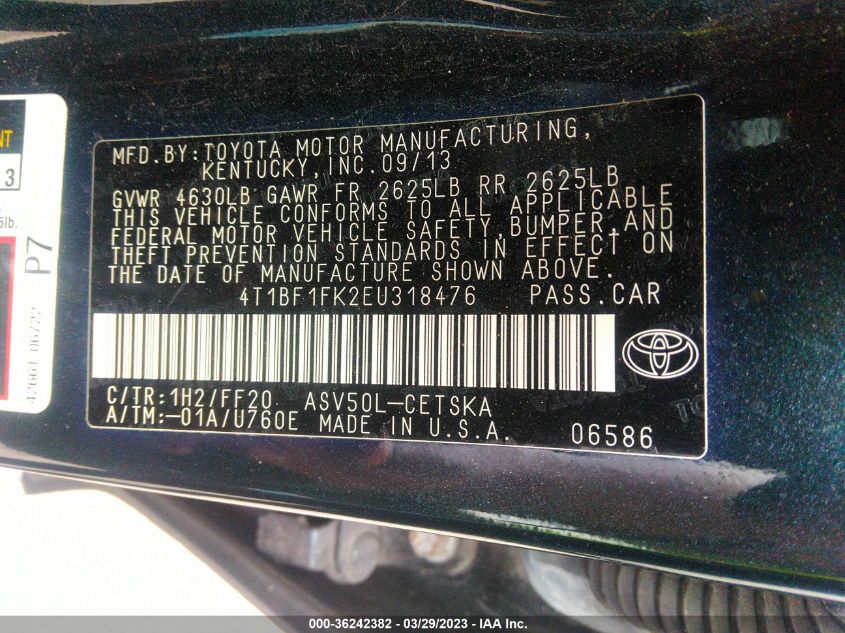 MFD.BY:TOYOTA MOTOR MANUFACTURING,
KENTUCKY,INC.09/13
GVWR 4630LB GAWR FR 2625LB RR 2625LB
THIS VEHICLE CONFORMS TO ALL APPLICABLE
FEDERAL MOTOR VEHICLE SAFETY,BUMPER,AND
THEFT PREVENTION STANDARDS IN EFFECT ON
THE DATE OF MANUFACTURE SHOWN ABOVE.
4T1BF1FK2EU318476 PASS.CAR
C/TR:1H2/FF20 ASV50L-CETSKA
A/TM:-01A/U760E MADE IN U.S.A. 06586
3
P7
42661 06722
000-36242382 - 03/29/2023 - IAA Inc.